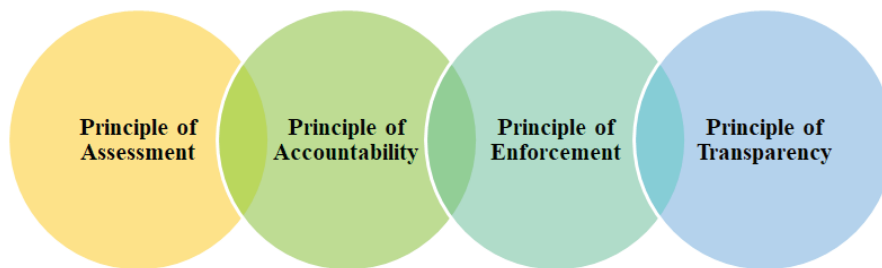 Principle of
Assessment
Principle of
Accountability
Principle of
Enforcement
Principle of
Transparency